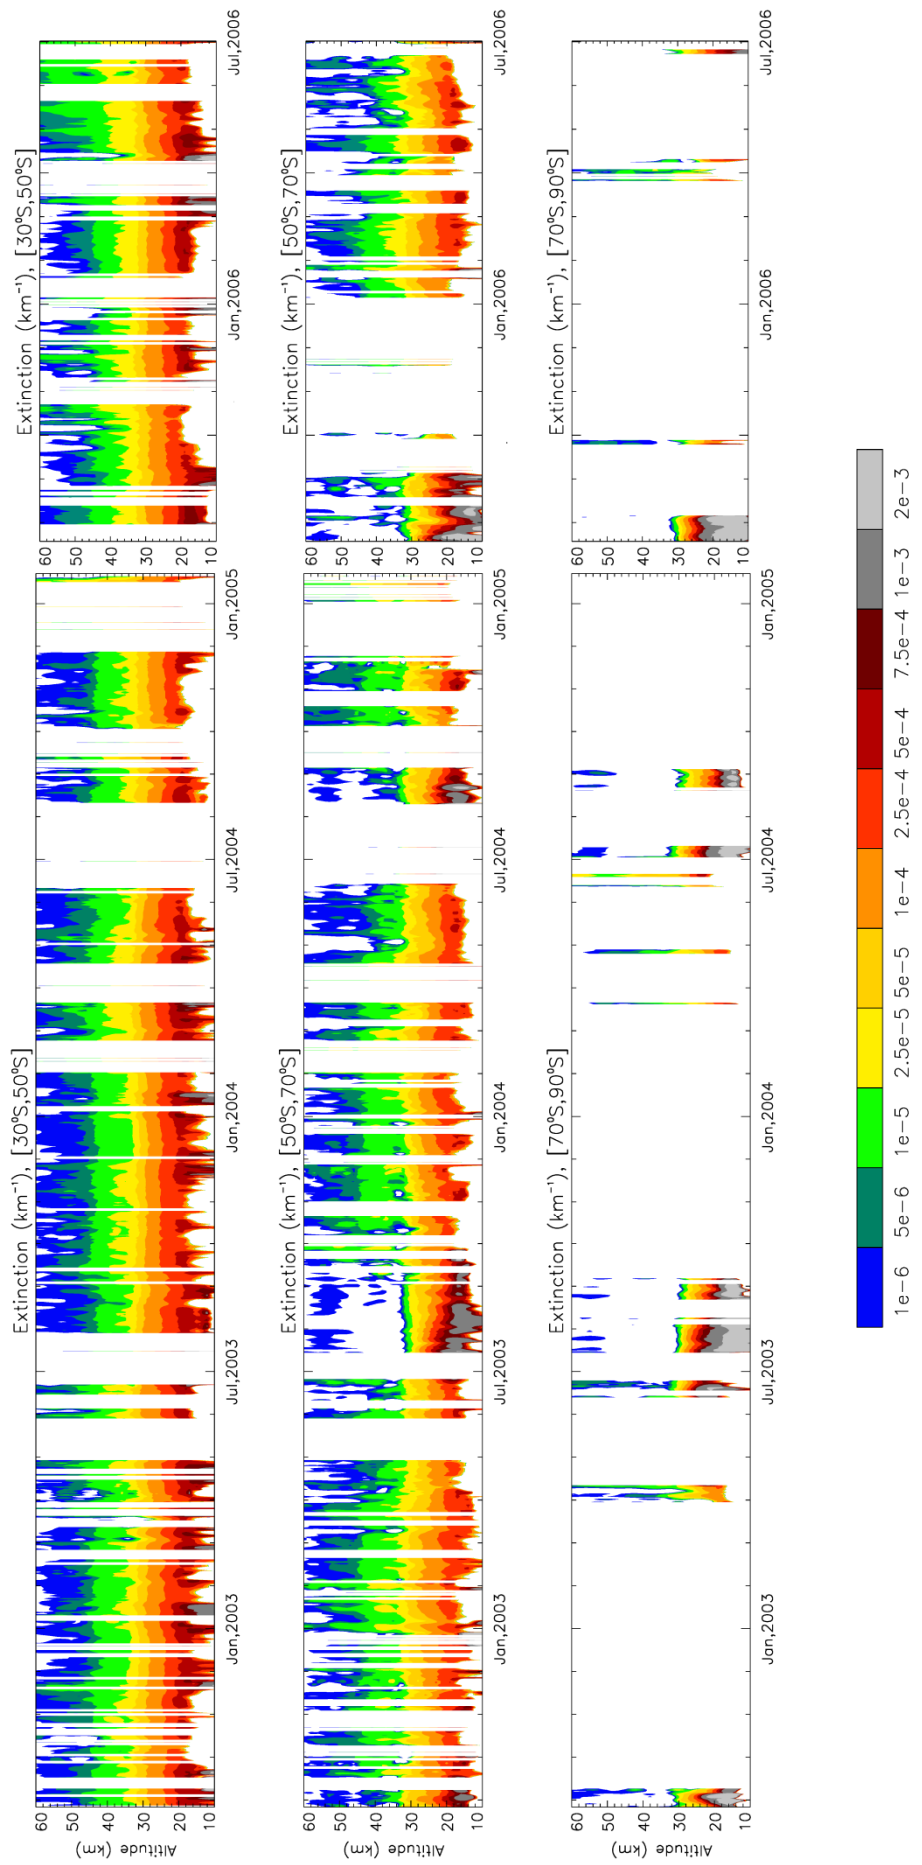 Extinction (km⁻¹), [30°S,50°S]
Extinction (km⁻¹), [30°S,50°S]
Altitude (km)
60
50
40
30
20
10
60
50
40
30
20
10
Jan,2003
Jul,2003
Jan,2004
Jul,2004
Jan,2005
Jan,2006
Jul,2006
Extinction (km⁻¹), [50°S,70°S]
Extinction (km⁻¹), [50°S,70°S]
Altitude (km)
60
50
40
30
20
10
60
50
40
30
20
10
Jan,2003
Jul,2003
Jan,2004
Jul,2004
Jan,2005
Jan,2006
Jul,2006
Extinction (km⁻¹), [70°S,90°S]
Extinction (km⁻¹), [70°S,90°S]
Altitude (km)
60
50
40
30
20
10
60
50
40
30
20
10
Jan,2003
Jul,2003
Jan,2004
Jul,2004
Jan,2005
Jan,2006
Jul,2006
1e-6 5e-6 1e-5 2.5e-5 5e-5 1e-4 2.5e-4 5e-4 7.5e-4 1e-3 2e-3